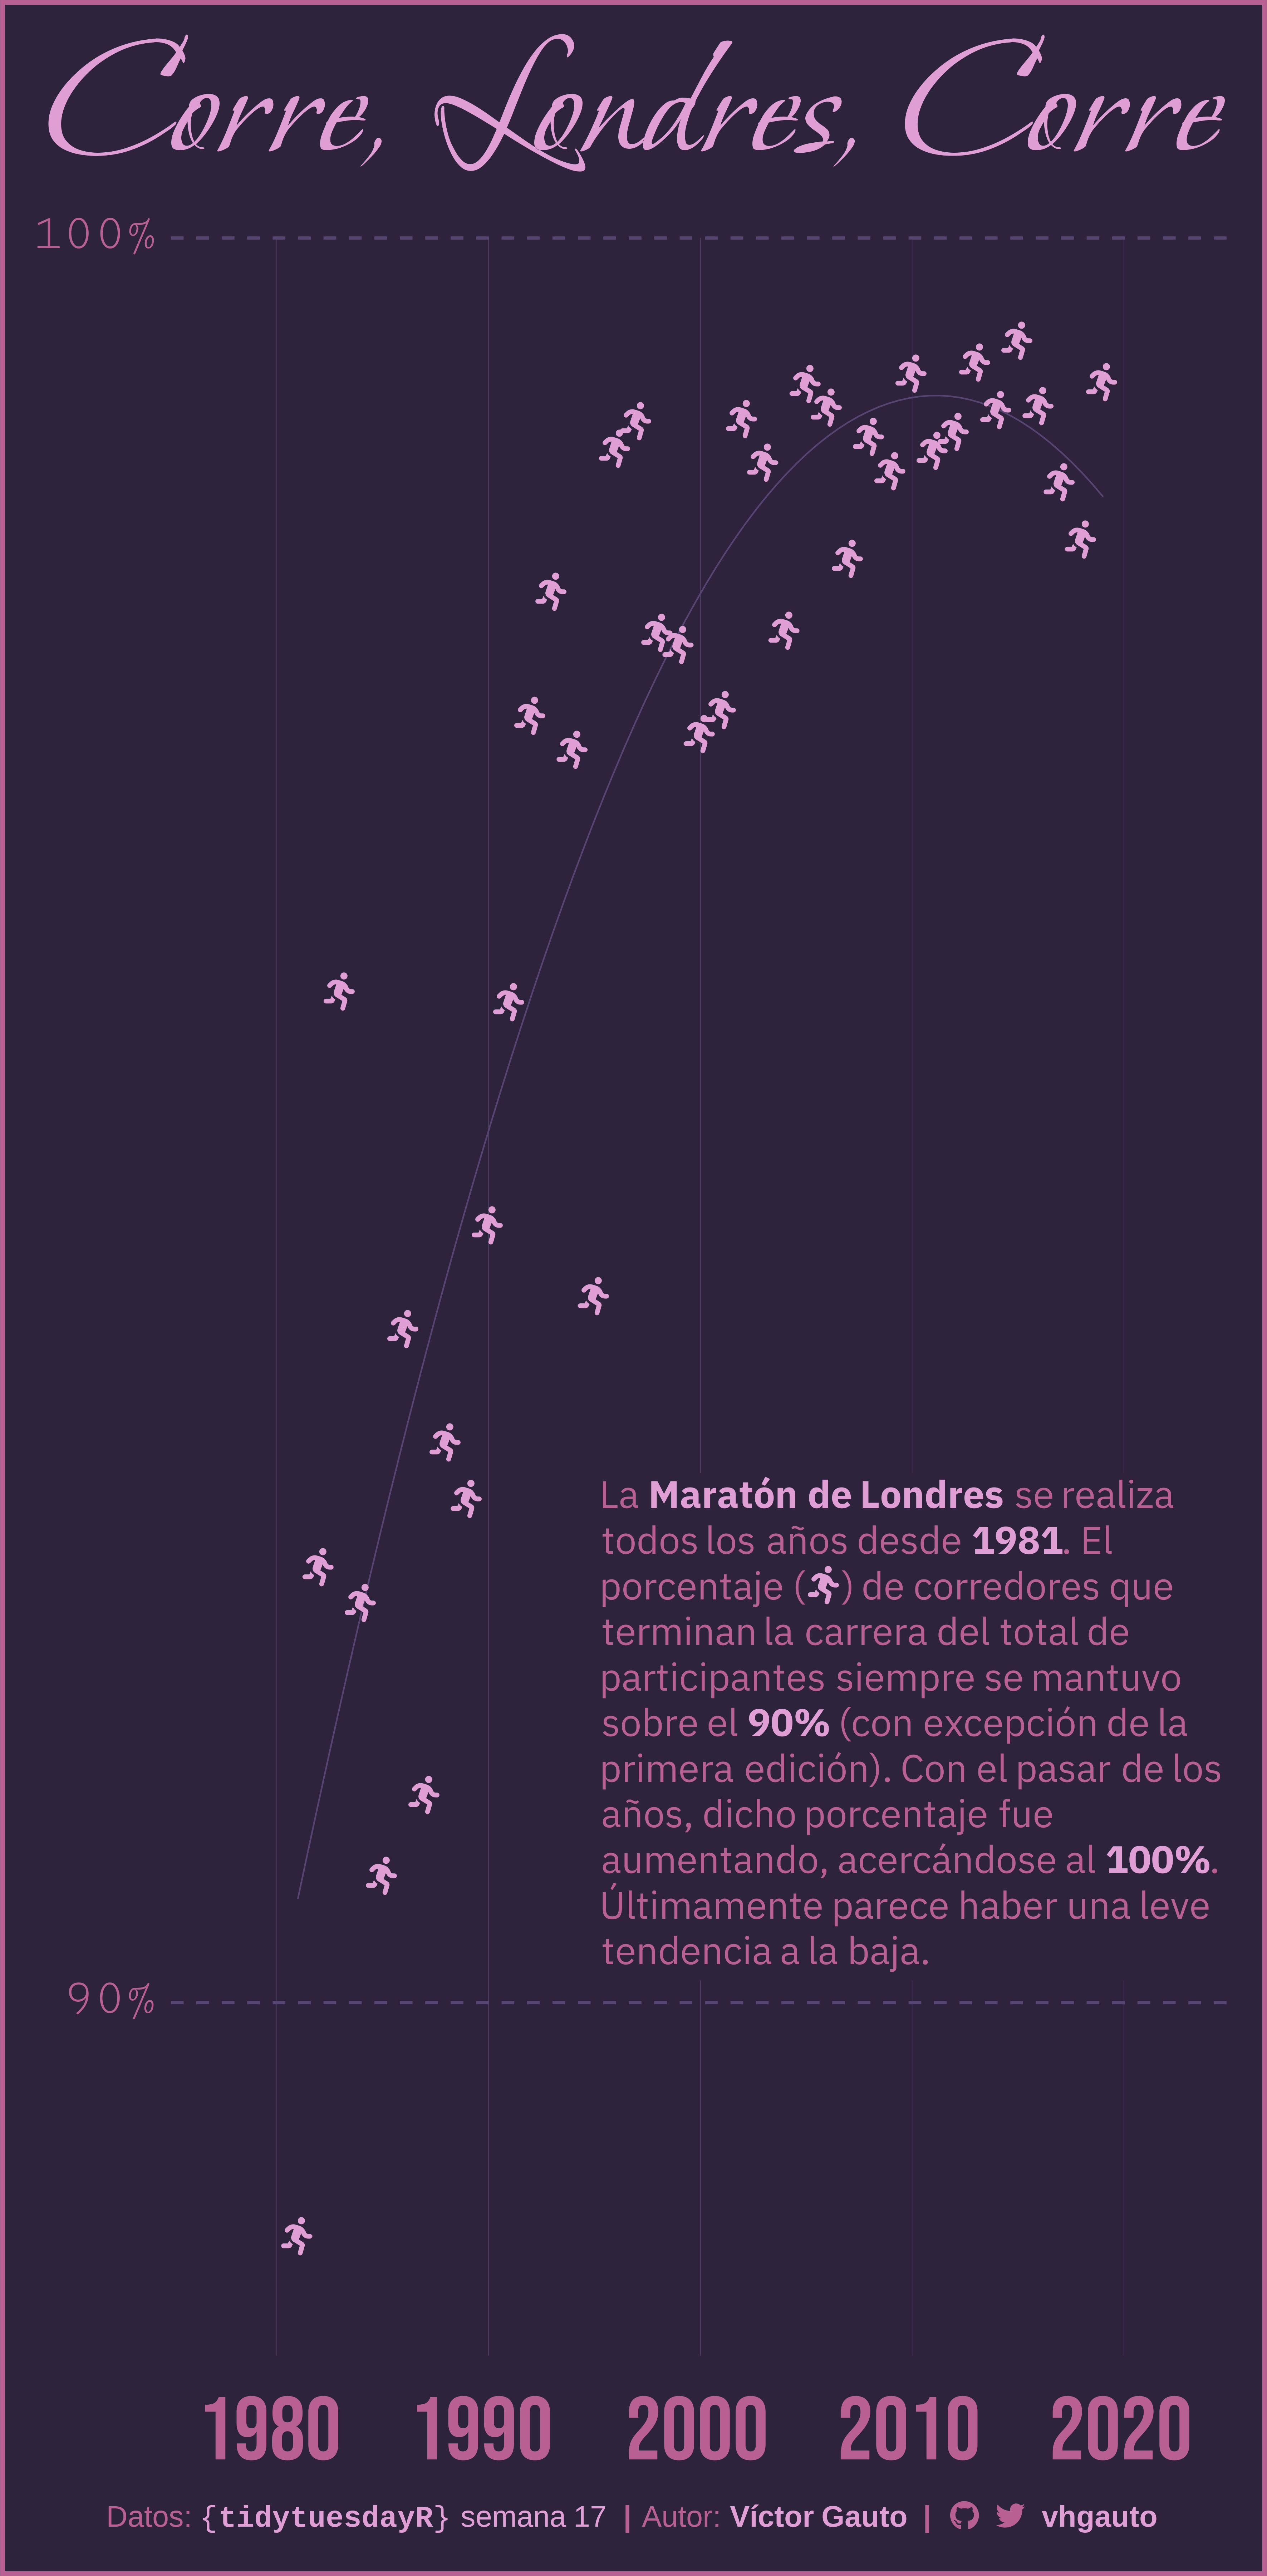 Corre, Londres, Corre
100%
La Maratón de Londres se realiza
todos los años desde 1981. El
porcentaje ( ) de corredores que
terminan la carrera del total de
participantes siempre se mantuvo
sobre el 90% (con excepción de la
primera edición). Con el pasar de los
años, dicho porcentaje fue
aumentando, acercándose al 100%.
Últimamente parece haber una leve
tendencia a la baja.
90%
1980 1990 2000 2010 2020
Datos: {tidytuesdayR} semana 17 | Autor: Víctor Gauto | vhgauto